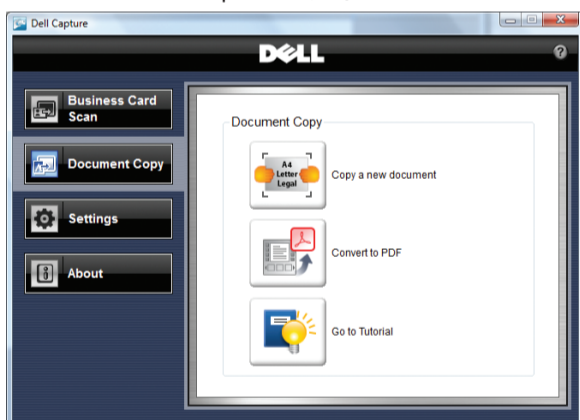 Dell Capture
DELL
?
Business Card
Scan
Document Copy
Settings
About
Document Copy
A4
Letter
Legal
Copy a new document
Convert to PDF
Go to Tutorial